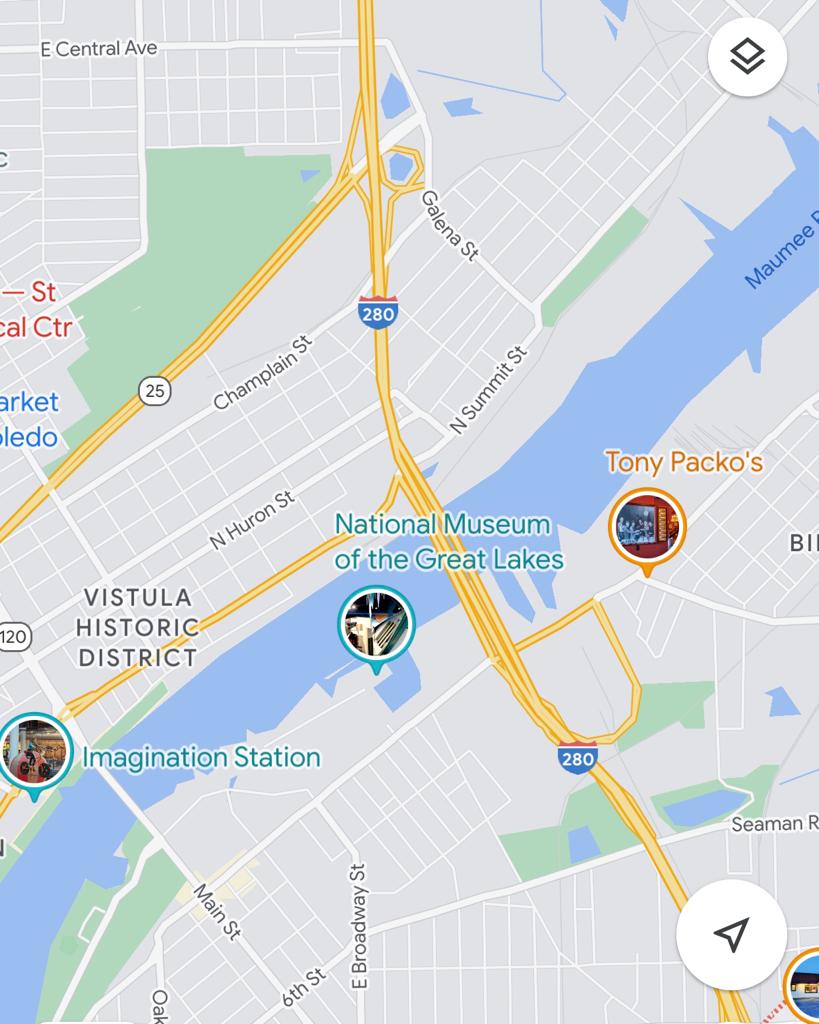 E Central Ave
c
Galena St
Maumee R
— St
cal Ctr
280
25
Champlain St
N Summit St
arket
oledo
Tony Packo's
N Huron St
National Museum
of the Great Lakes
BI
VISTULA
HISTORIC
DISTRICT
120
Imagination Station
280
Seaman R
N
Main St
E Broadway St
6th St
Oak